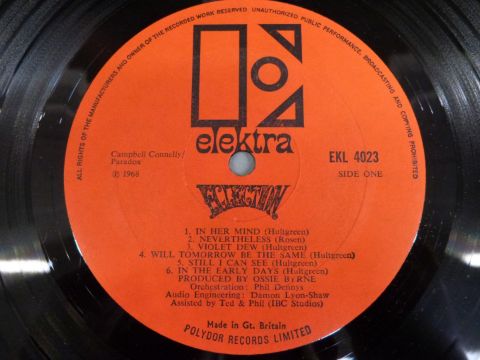 ALL RIGHTS OF THE MANUFACTURERS AND OWNER OF THE RECORDED WORK RESERVED UNAUTHORIZED PUBLIC PERFORMANCE, BROADCASTING AND COPYING OF THIS RECORD PROHIBITED
elektra
Campbell Connelly/
Paradox
℗ 1968
EKL 4023
SIDE ONE
ECLECTION
1. IN HER MIND (Hultgreen)
2. NEVERTHELESS (Rosen)
3. VIOLET DEW (Hultgreen)
4. WILL TOMORROW BE THE SAME (Hultgreen)
5. STILL I CAN SEE (Hultgreen)
6. IN THE EARLY DAYS (Hultgreen)
PRODUCED BY OSSIE BYRNE
Orchestration: Phil Dennys
Audio Engineering: Damon Lyon-Shaw
Assisted by Ted & Phil (IBC Studios)
Made in Gt. Britain
POLYDOR RECORDS LIMITED